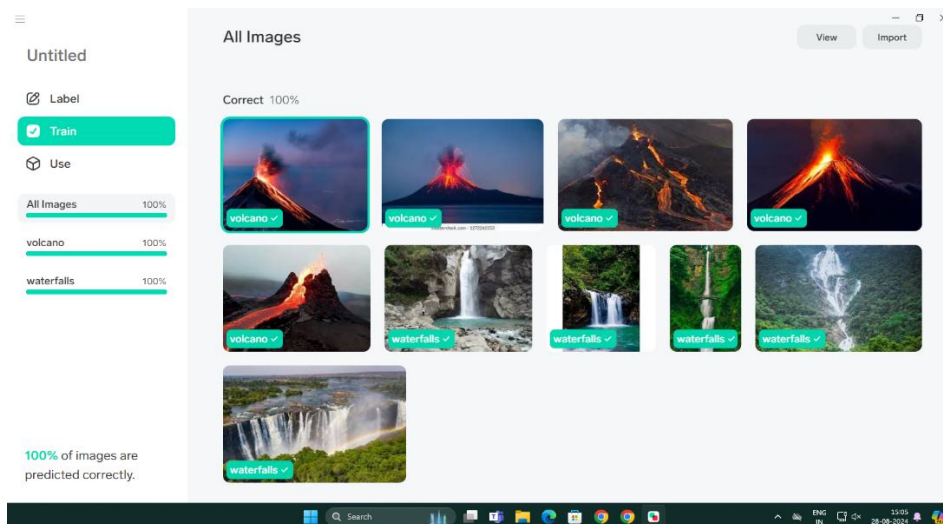 Untitled
Label
Train
Use
All Images 100%
volcano 100%
waterfalls 100%
100% of images are
predicted correctly.
All Images
View Import
Correct 100%
volcano ✓
volcano ✓
volcano ✓
volcano ✓
volcano ✓
waterfalls ✓
waterfalls ✓
waterfalls ✓
waterfalls ✓
waterfalls ✓
Search
ENG
IN
15:05
28-08-2024